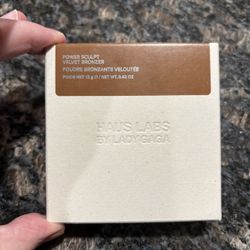 POWER SCULPT
VELVET BRONZER
POUDRE BRONZANTE VELOUTÉE
POIDS NET 12 g ℮ / NET WT. 0.42 OZ
HAUS LABS
BY LADY GAGA